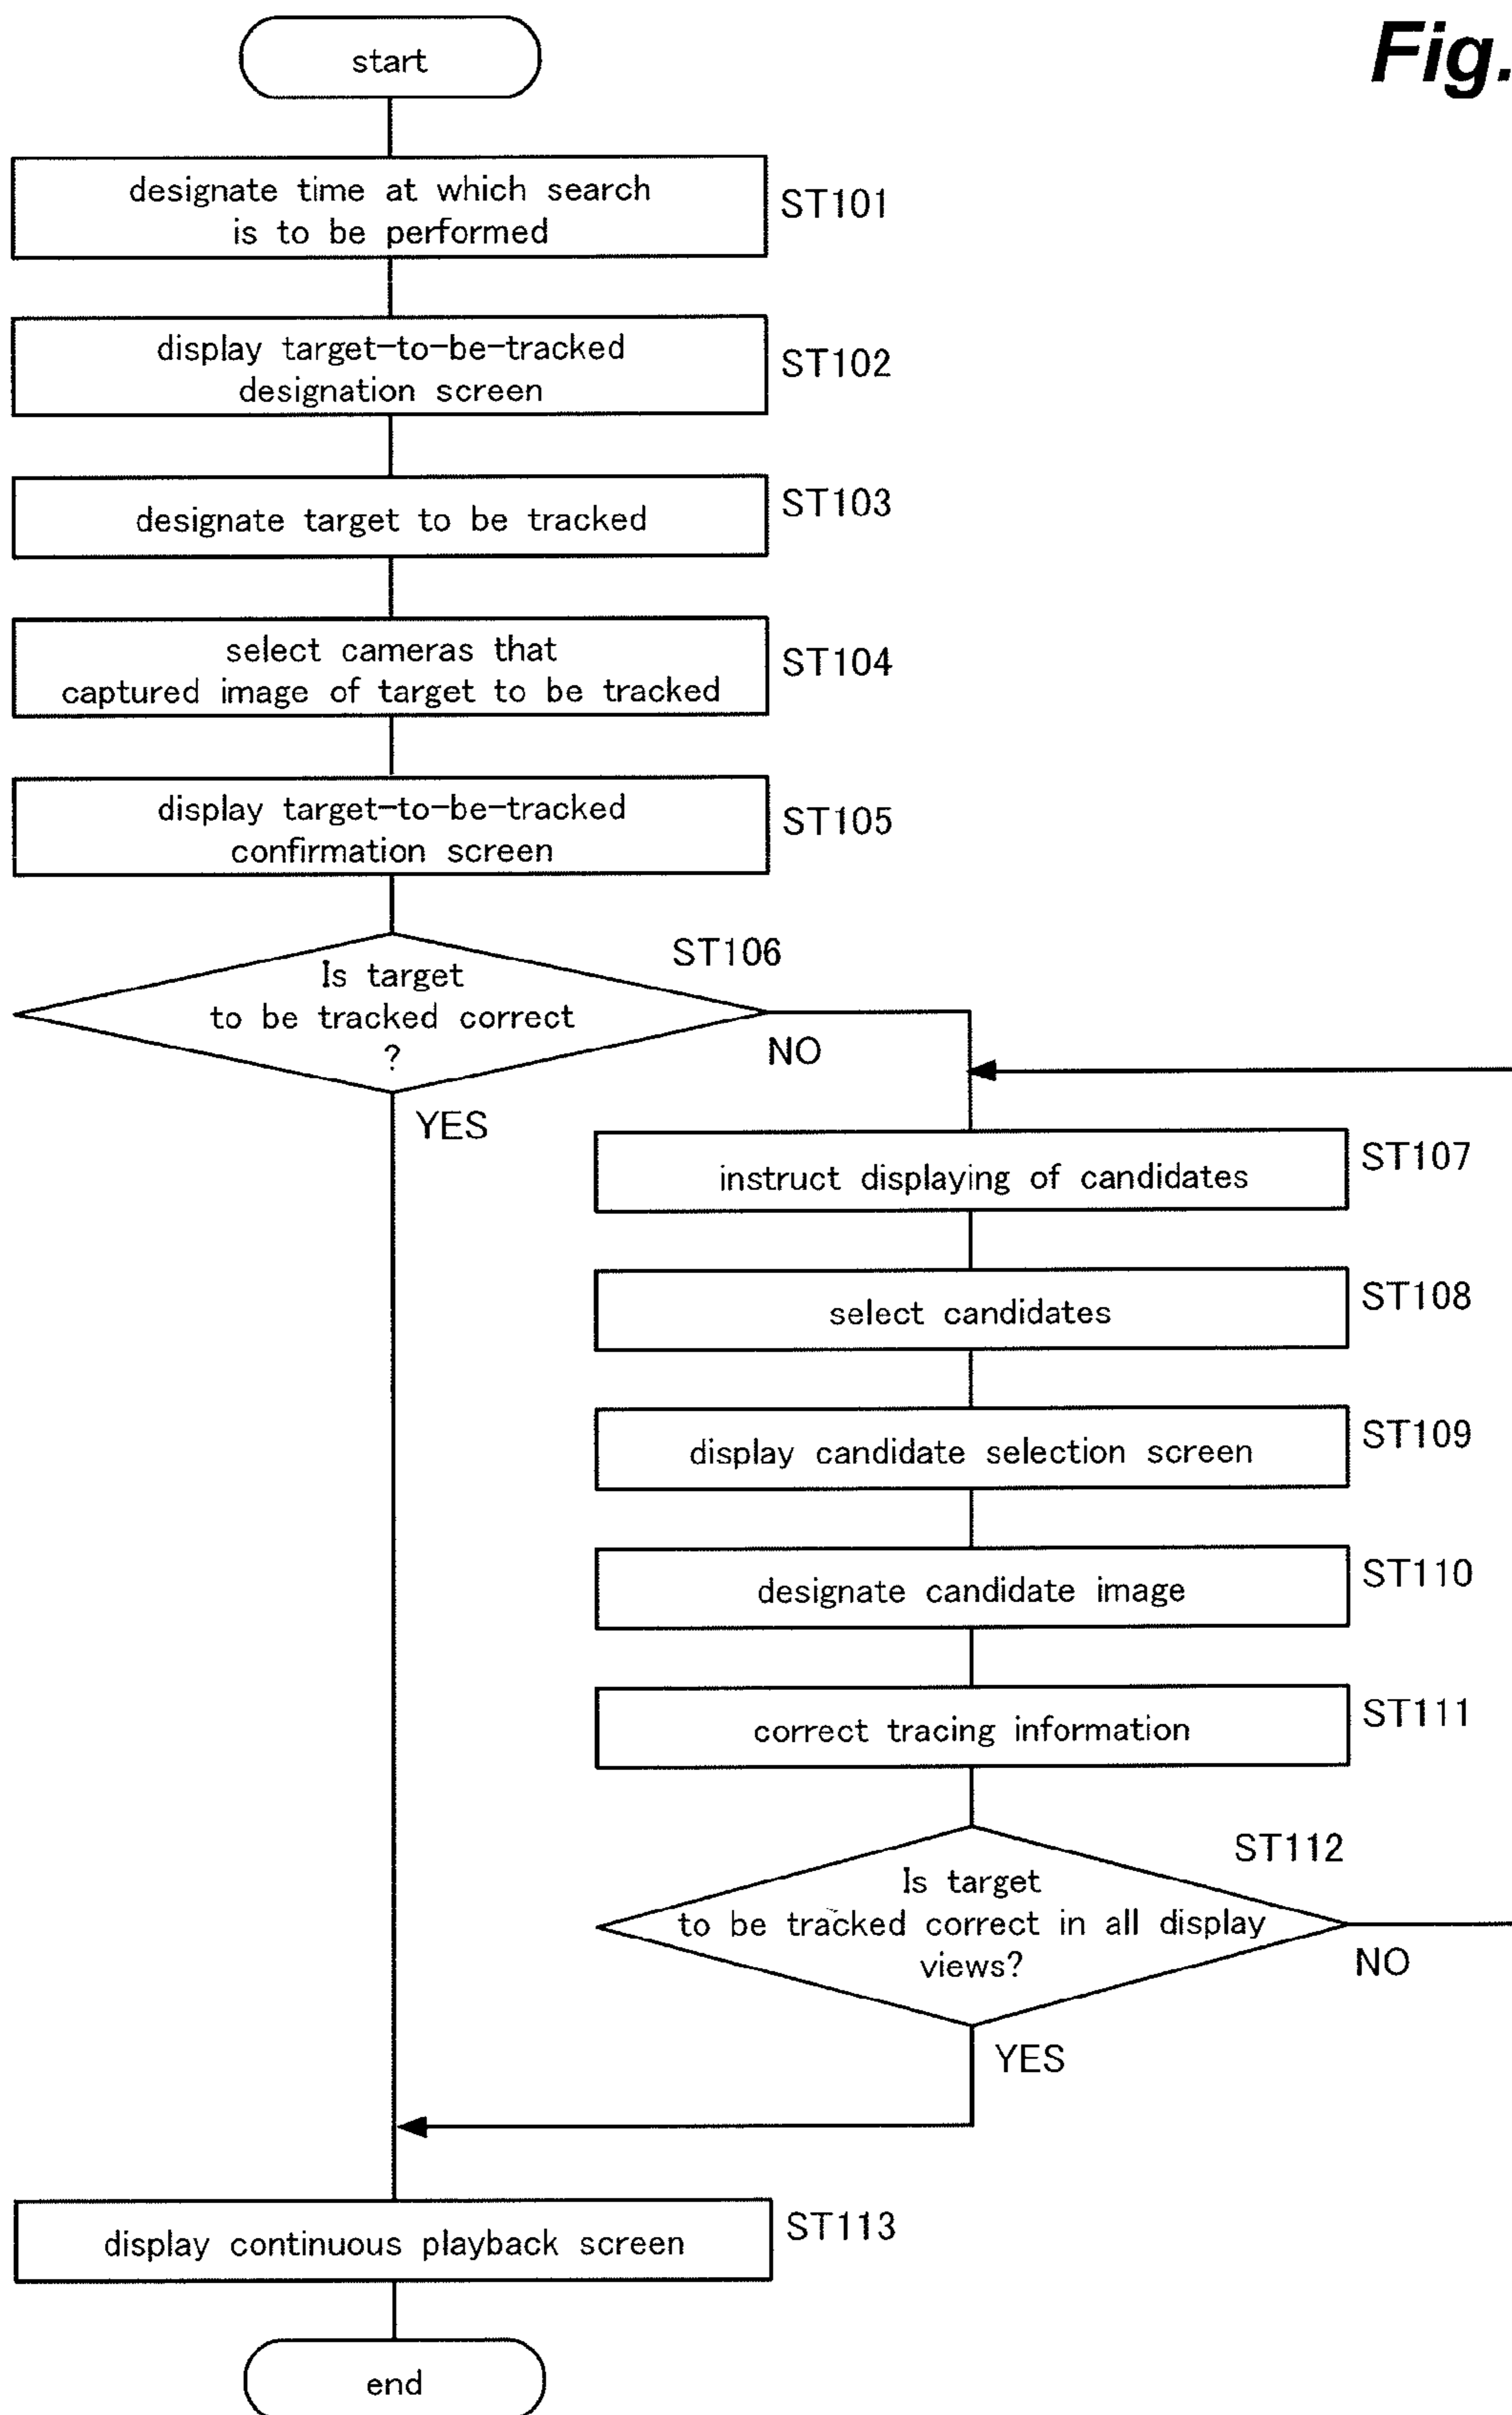 Fig.
start
designate time at which search
is to be performed
ST101
display target-to-be-tracked
designation screen
ST102
designate target to be tracked
ST103
select cameras that
captured image of target to be tracked
ST104
display target-to-be-tracked
confirmation screen
ST105
ST106
Is target
to be tracked correct
?
NO
YES
instruct displaying of candidates
ST107
select candidates
ST108
display candidate selection screen
ST109
designate candidate image
ST110
correct tracing information
ST111
ST112
Is target
to be tracked correct in all display
views?
NO
YES
display continuous playback screen
ST113
end